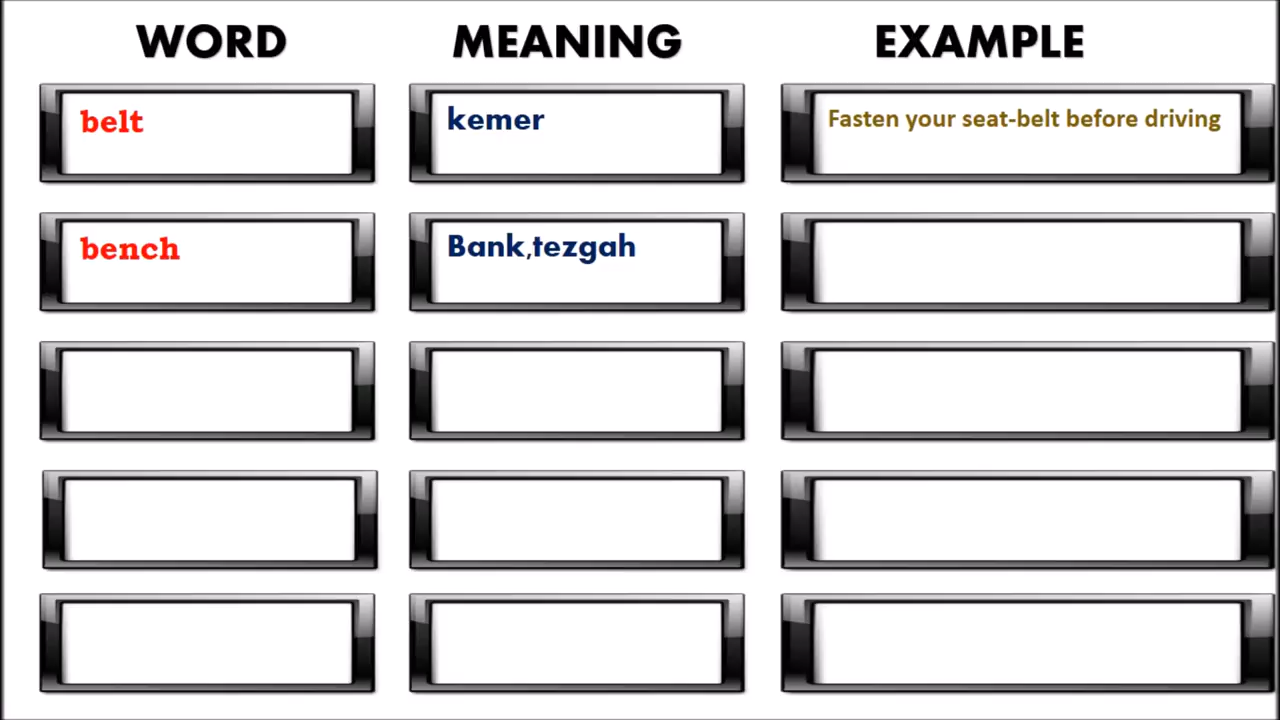 WORD MEANING EXAMPLE
belt kemer Fasten your seat-belt before driving
bench Bank,tezgah